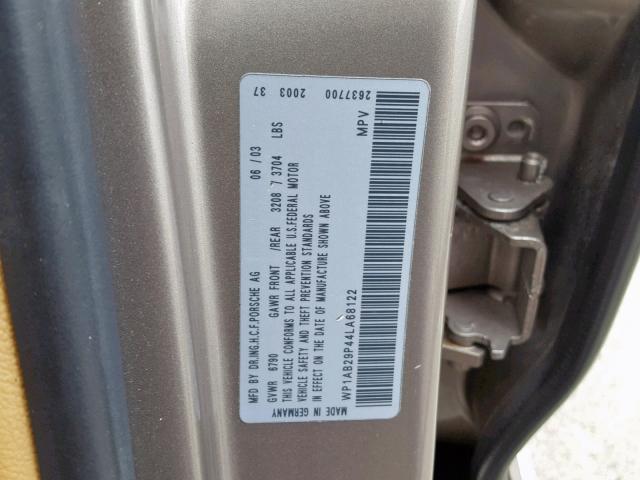 MFD BY DR.ING.H.C.F.PORSCHE AG 06 / 03
GVWR 6790 GAWR FRONT /REAR 3208 / 3704 LBS
THIS VEHICLE CONFORMS TO ALL APPLICABLE U.S.FEDERAL MOTOR
VEHICLE SAFETY AND THEFT PREVENTION STANDARDS
IN EFFECT ON THE DATE OF MANUFACTURE SHOWN ABOVE
MADE IN GERMANY
WP1AB29P44LA68122 MPV
37 2003 2637700